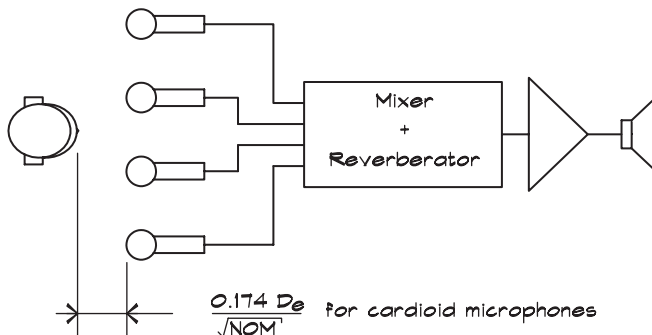 Mixer
+
Reverberator
0.174 De for cardioid microphones
√NOM